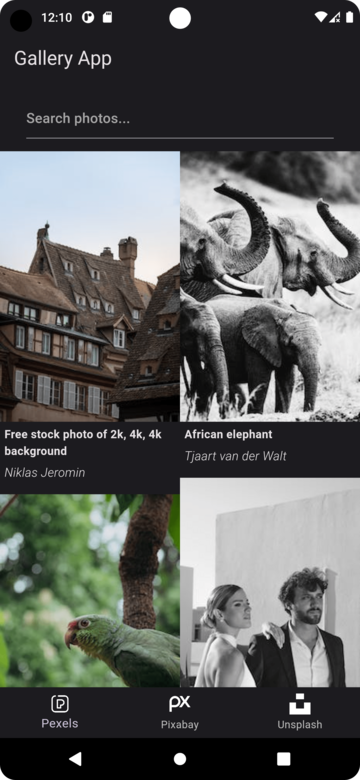 12:10
Gallery App
Search photos...
Free stock photo of 2k, 4k, 4k
background
Niklas Jeromin
African elephant
Tjaart van der Walt
Pexels
Pixabay
Unsplash